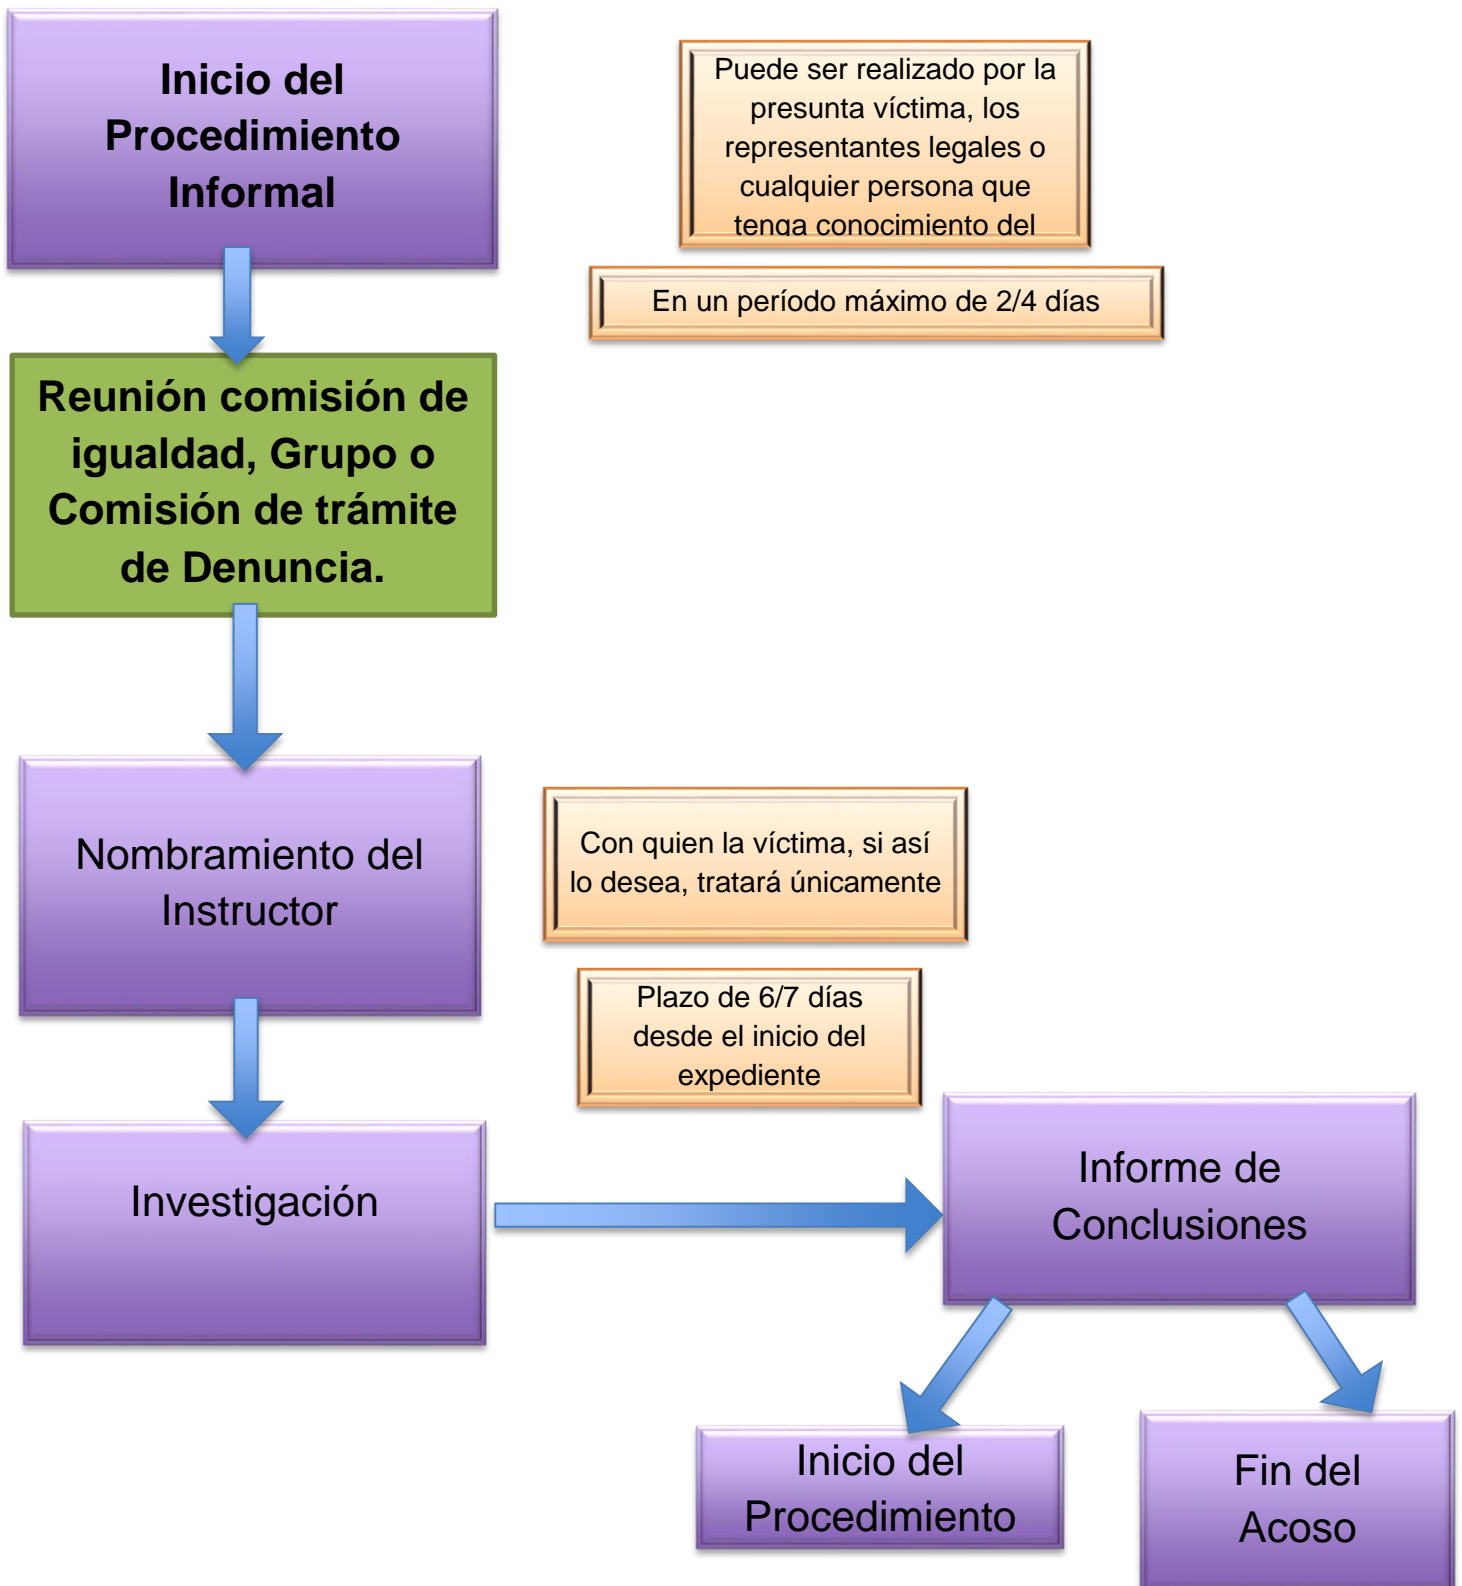 Inicio del
Procedimiento
Informal
Puede ser realizado por la
presunta víctima, los
representantes legales o
cualquier persona que
tenga conocimiento del
En un período máximo de 2/4 días
Reunión comisión de
igualdad, Grupo o
Comisión de trámite
de Denuncia.
Nombramiento del
Instructor
Con quien la víctima, si así
lo desea, tratará únicamente
Plazo de 6/7 días
desde el inicio del
expediente
Investigación
Informe de
Conclusiones
Inicio del
Procedimiento
Fin del
Acoso